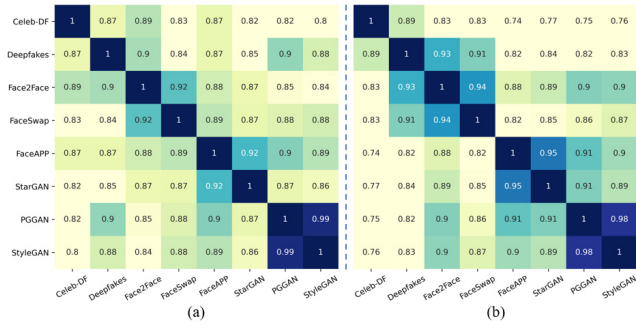 Celeb-DF 1 0.87 0.89 0.83 0.87 0.82 0.82 0.8 1 0.89 0.83 0.83 0.74 0.77 0.75 0.76
Deepfakes 0.87 1 0.9 0.84 0.87 0.85 0.9 0.88 0.89 1 0.93 0.91 0.82 0.84 0.82 0.83
Face2Face 0.89 0.9 1 0.92 0.88 0.87 0.85 0.84 0.83 0.93 1 0.94 0.88 0.89 0.9 0.9
FaceSwap 0.83 0.84 0.92 1 0.89 0.87 0.88 0.88 0.83 0.91 0.94 1 0.82 0.85 0.86 0.87
FaceAPP 0.87 0.87 0.88 0.89 1 0.92 0.9 0.89 0.74 0.82 0.88 0.82 1 0.95 0.91 0.9
StarGAN 0.82 0.85 0.87 0.87 0.92 1 0.87 0.86 0.77 0.84 0.89 0.85 0.95 1 0.91 0.89
PGGAN 0.82 0.9 0.85 0.88 0.9 0.87 1 0.99 0.75 0.82 0.9 0.86 0.91 0.91 1 0.98
StyleGAN 0.8 0.88 0.84 0.88 0.89 0.86 0.99 1 0.76 0.83 0.9 0.87 0.9 0.89 0.98 1
Celeb-DF Deepfakes Face2Face FaceSwap FaceAPP StarGAN PGGAN StyleGAN Celeb-DF Deepfakes Face2Face FaceSwap FaceAPP StarGAN PGGAN StyleGAN
(a) (b)